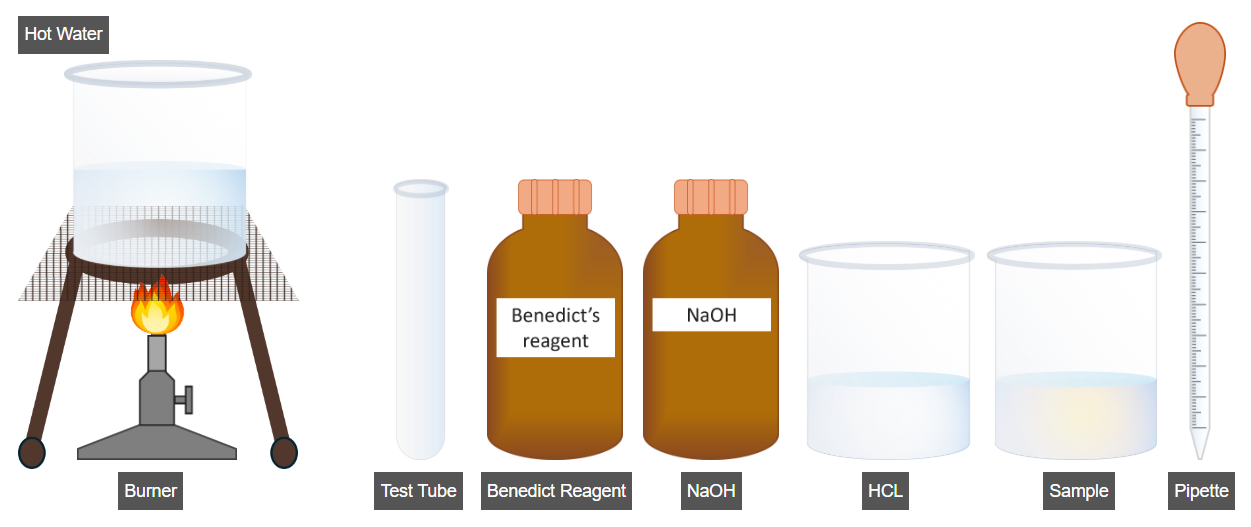 Hot Water
Benedict's
reagent
NaOH
Burner
Test Tube
Benedict Reagent
NaOH
HCL
Sample
Pipette